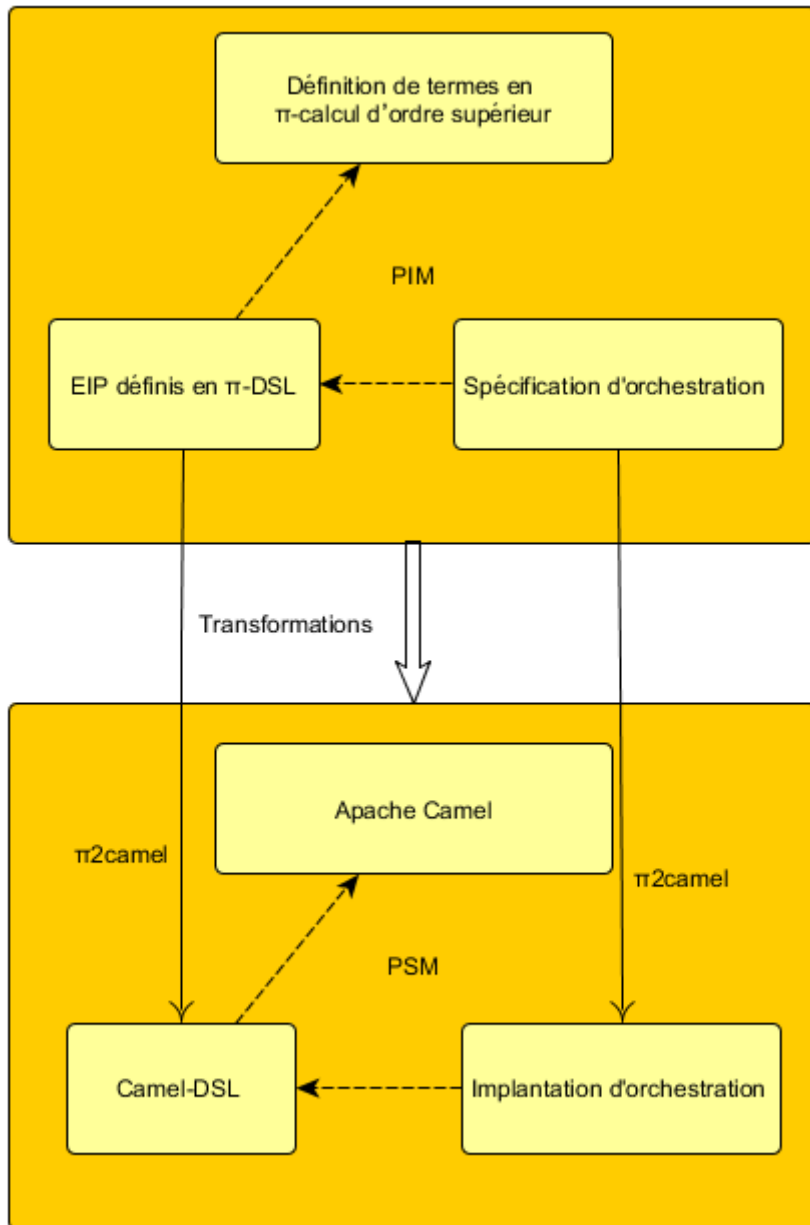 Définition de termes en
π-calcul d'ordre supérieur
PIM
EIP définis en π-DSL
Spécification d'orchestration
Transformations
Apache Camel
π2camel
π2camel
PSM
Camel-DSL
Implantation d'orchestration